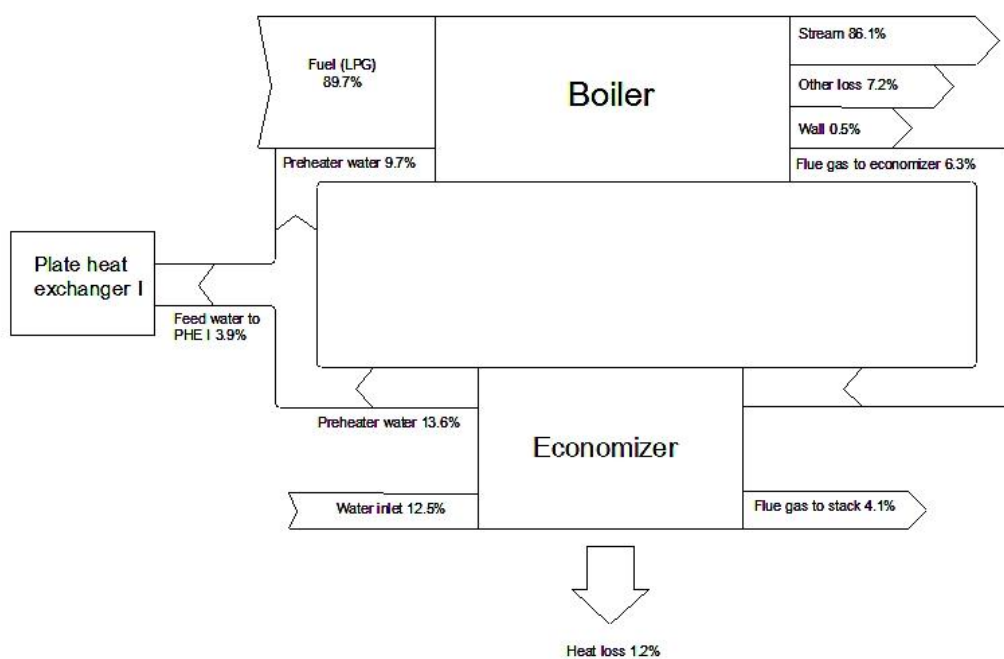 Stream 86.1%
Fuel (LPG)
89.7%
Boiler
Other loss 7.2%
Wall 0.5%
Preheater water 9.7%
Flue gas to economizer 6.3%
Plate heat
exchanger I
Feed water to
PHE I 3.9%
Preheater water 13.6%
Economizer
Water inlet 12.5%
Flue gas to stack 4.1%
Heat loss 1.2%